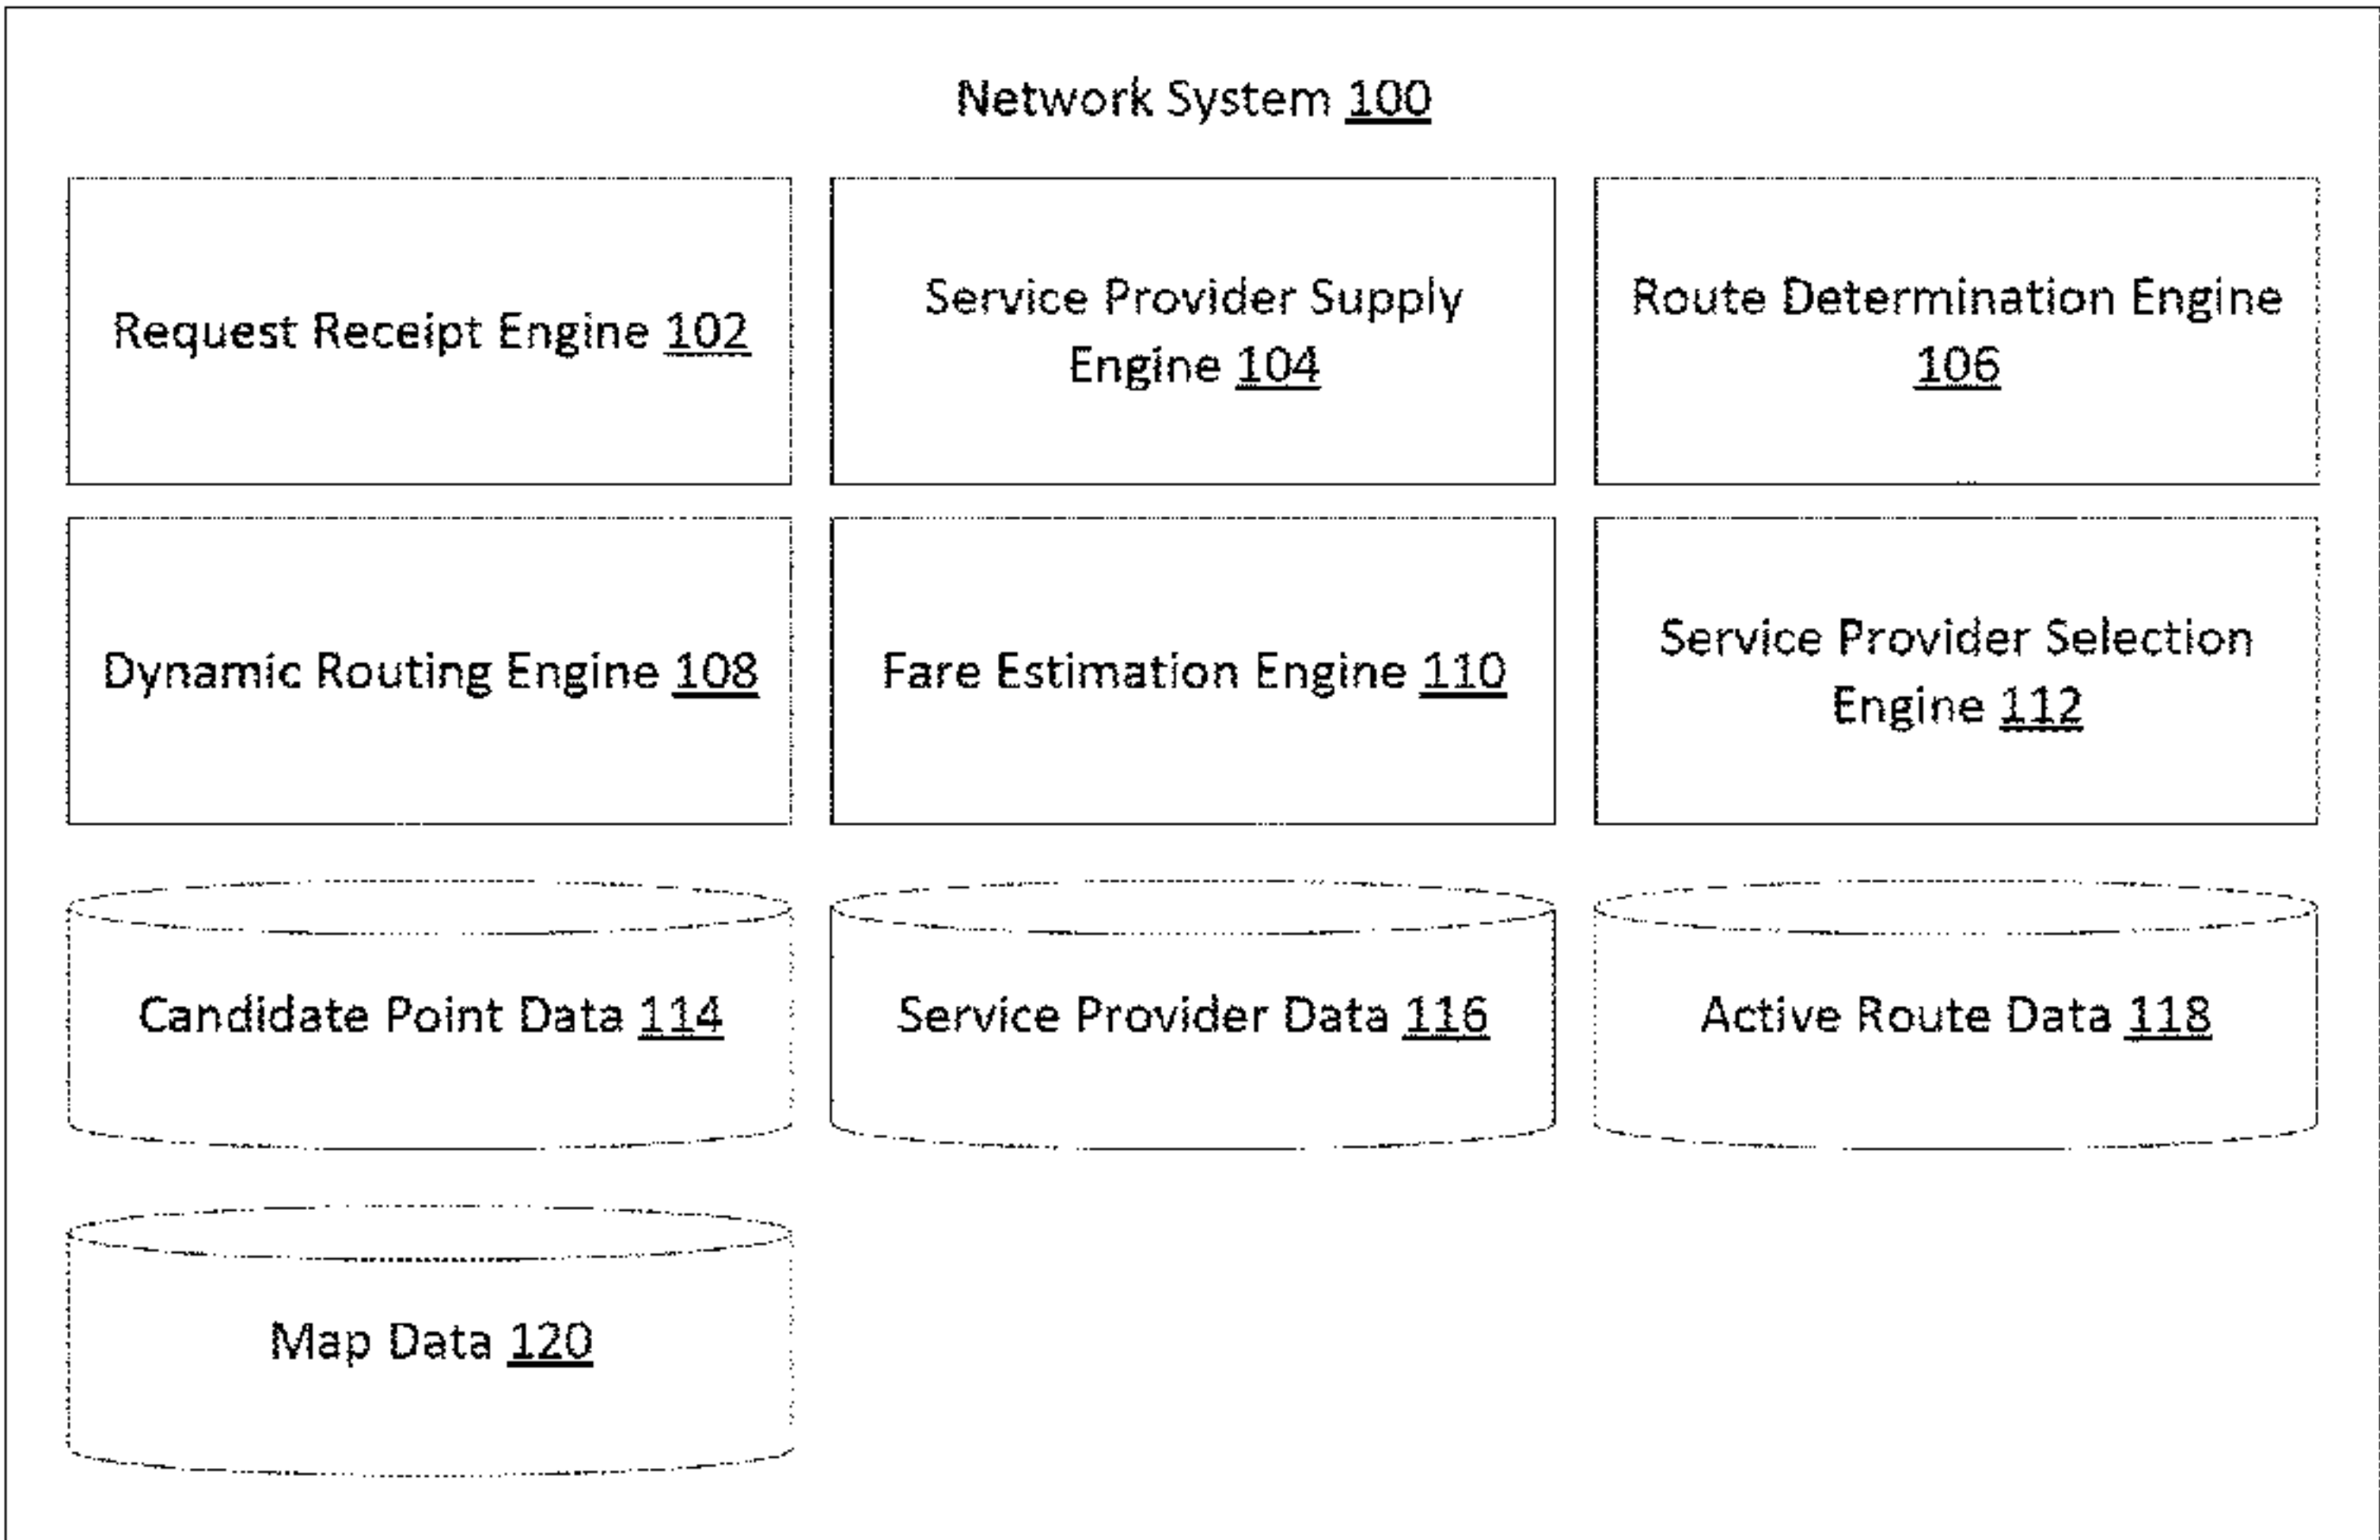 Network System 100
Request Receipt Engine 102
Service Provider Supply
Engine 104
Route Determination Engine
106
Dynamic Routing Engine 108
Fare Estimation Engine 110
Service Provider Selection
Engine 112
Candidate Point Data 114
Service Provider Data 116
Active Route Data 118
Map Data 120